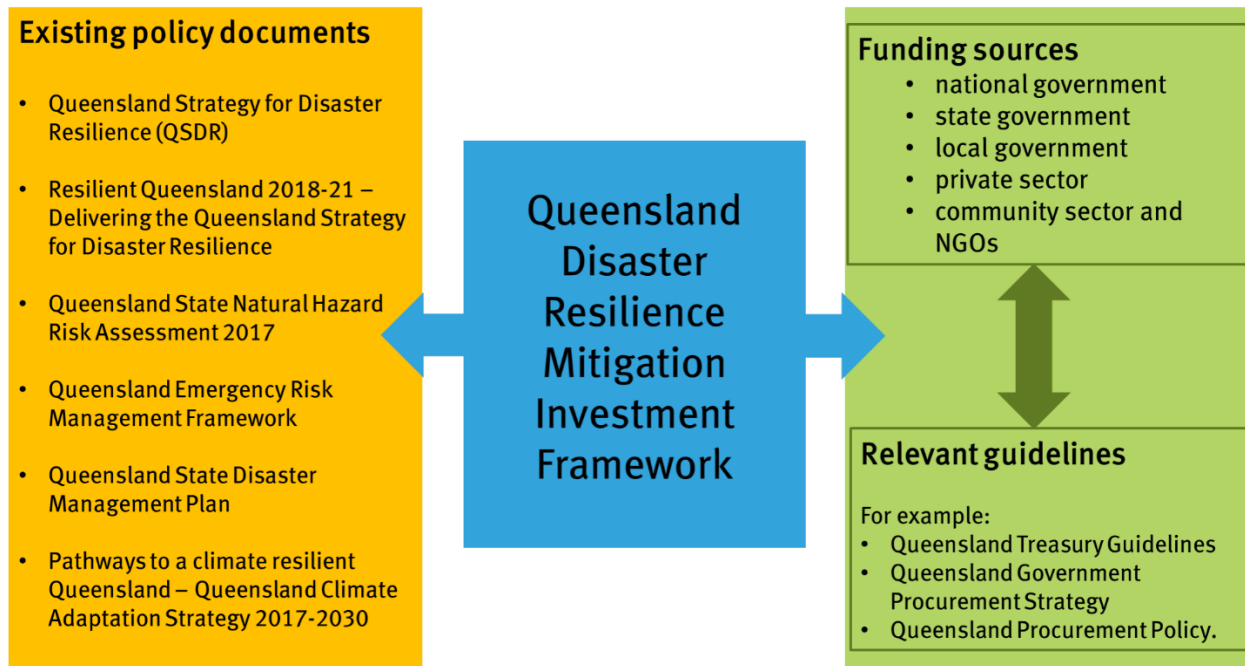 Existing policy documents
• Queensland Strategy for Disaster
Resilience (QSDR)
• Resilient Queensland 2018-21 –
Delivering the Queensland Strategy
for Disaster Resilience
• Queensland State Natural Hazard
Risk Assessment 2017
• Queensland Emergency Risk
Management Framework
• Queensland State Disaster
Management Plan
• Pathways to a climate resilient
Queensland – Queensland Climate
Adaptation Strategy 2017-2030
Queensland
Disaster
Resilience
Mitigation
Investment
Framework
Funding sources
• national government
• state government
• local government
• private sector
• community sector and
NGOs
Relevant guidelines
For example:
• Queensland Treasury Guidelines
• Queensland Government
Procurement Strategy
• Queensland Procurement Policy.